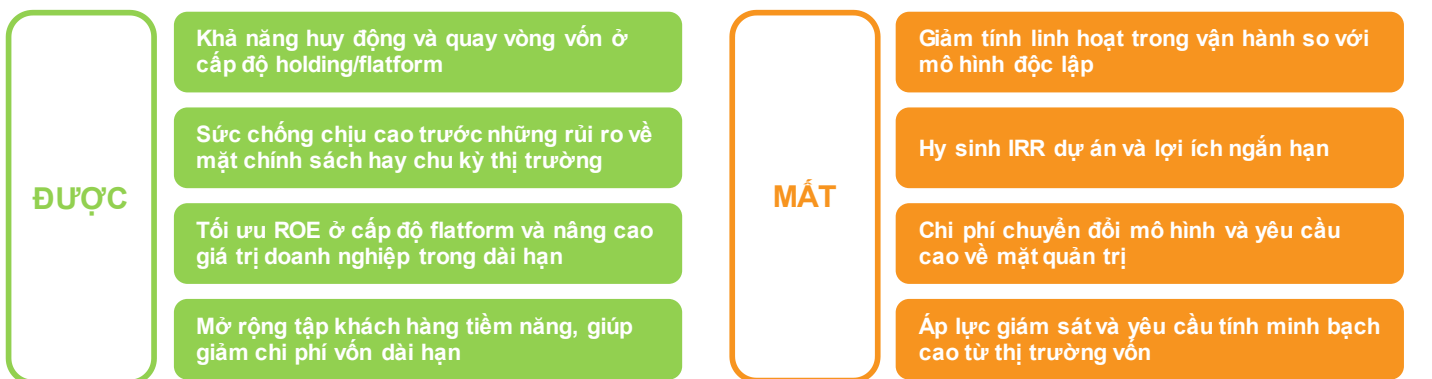 ĐƯỢC
Khả năng huy động và quay vòng vốn ở
cấp độ holding/flatform
Sức chống chịu cao trước những rủi ro về
mặt chính sách hay chu kỳ thị trường
Tối ưu ROE ở cấp độ flatform và nâng cao
giá trị doanh nghiệp trong dài hạn
Mở rộng tập khách hàng tiềm năng, giúp
giảm chi phí vốn dài hạn
MẤT
Giảm tính linh hoạt trong vận hành so với
mô hình độc lập
Hy sinh IRR dự án và lợi ích ngắn hạn
Chi phí chuyển đổi mô hình và yêu cầu
cao về mặt quản trị
Áp lực giám sát và yêu cầu tính minh bạch
cao từ thị trường vốn